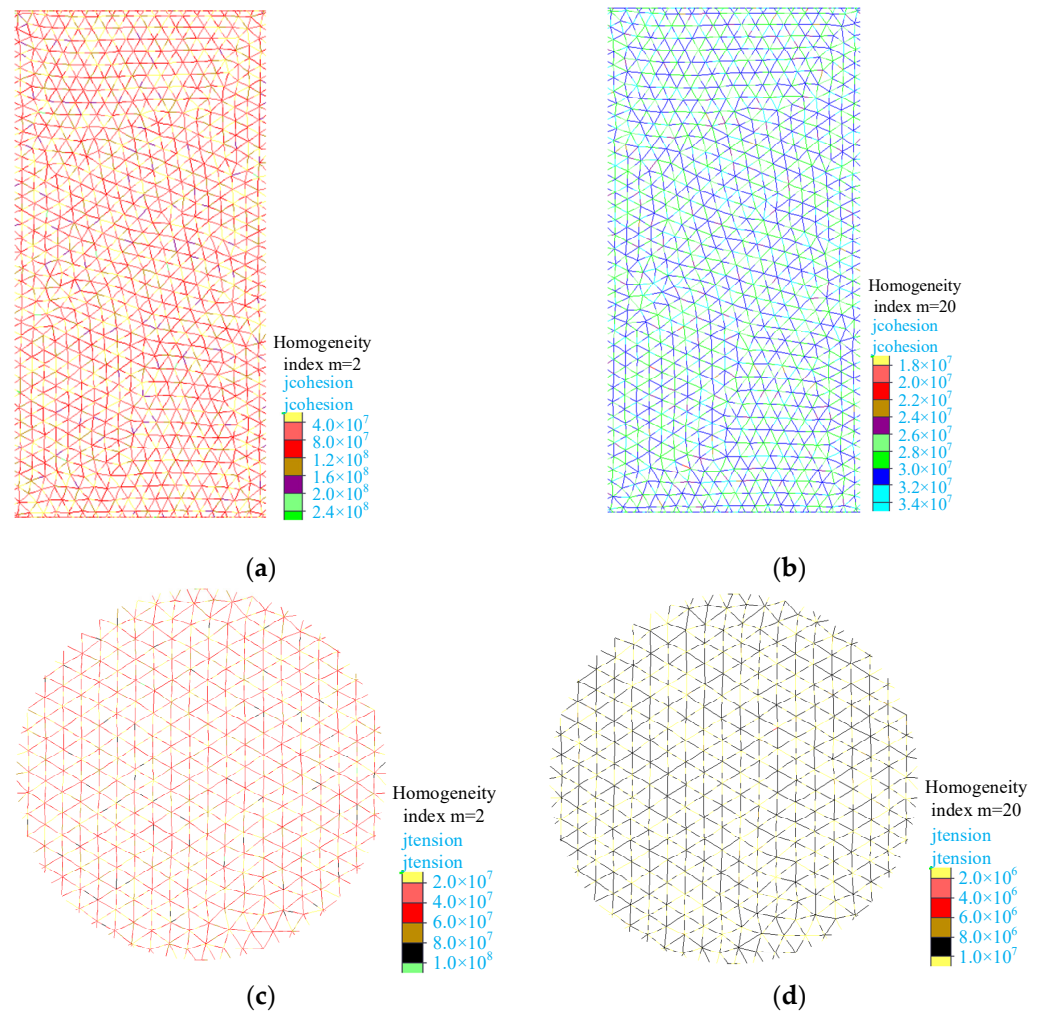 Homogeneity
index m=2
jcohesion
jcohesion
4.0×10⁷
8.0×10⁷
1.2×10⁸
1.6×10⁸
2.0×10⁸
2.4×10⁸
(a)
Homogeneity
index m=20
jcohesion
jcohesion
1.8×10⁷
2.0×10⁷
2.2×10⁷
2.4×10⁷
2.6×10⁷
2.8×10⁷
3.0×10⁷
3.2×10⁷
3.4×10⁷
(b)
Homogeneity
index m=2
jtension
jtension
2.0×10⁷
4.0×10⁷
6.0×10⁷
8.0×10⁷
1.0×10⁸
(c)
Homogeneity
index m=20
jtension
jtension
2.0×10⁶
4.0×10⁶
6.0×10⁶
8.0×10⁶
1.0×10⁷
(d)